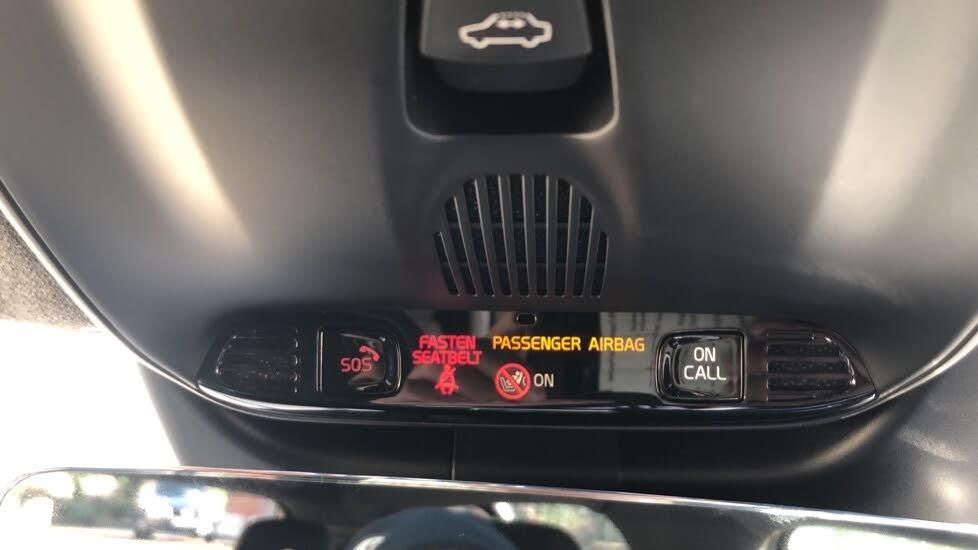 SOS
FASTEN
SEATBELT
PASSENGER AIRBAG
ON
ON
CALL